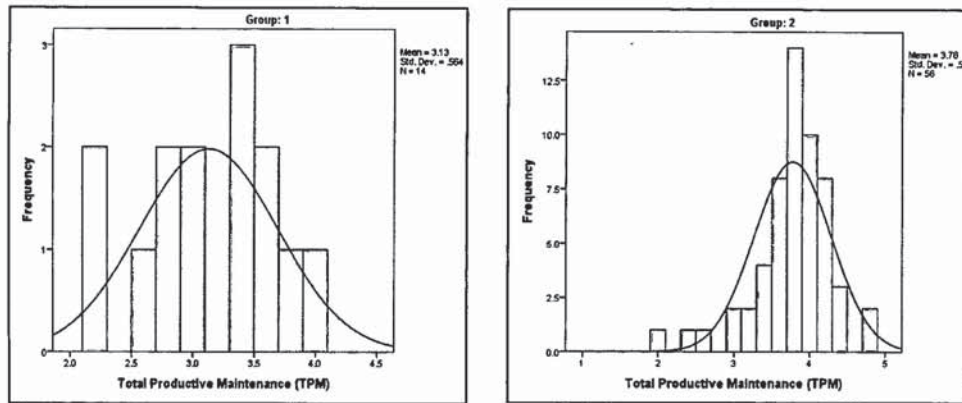 Group: 1
Mean = 3.13
Std. Dev. = .564
N = 14
3
2
1
0
Frequency
2.0 2.5 3.0 3.5 4.0 4.5
Total Productive Maintenance (TPM)
Group: 2
Mean = 3.78
Std. Dev. = .5
N = 56
12.5
10.0
7.5
5.0
2.5
0.0
Frequency
1 2 3 4 5
Total Productive Maintenance (TPM)